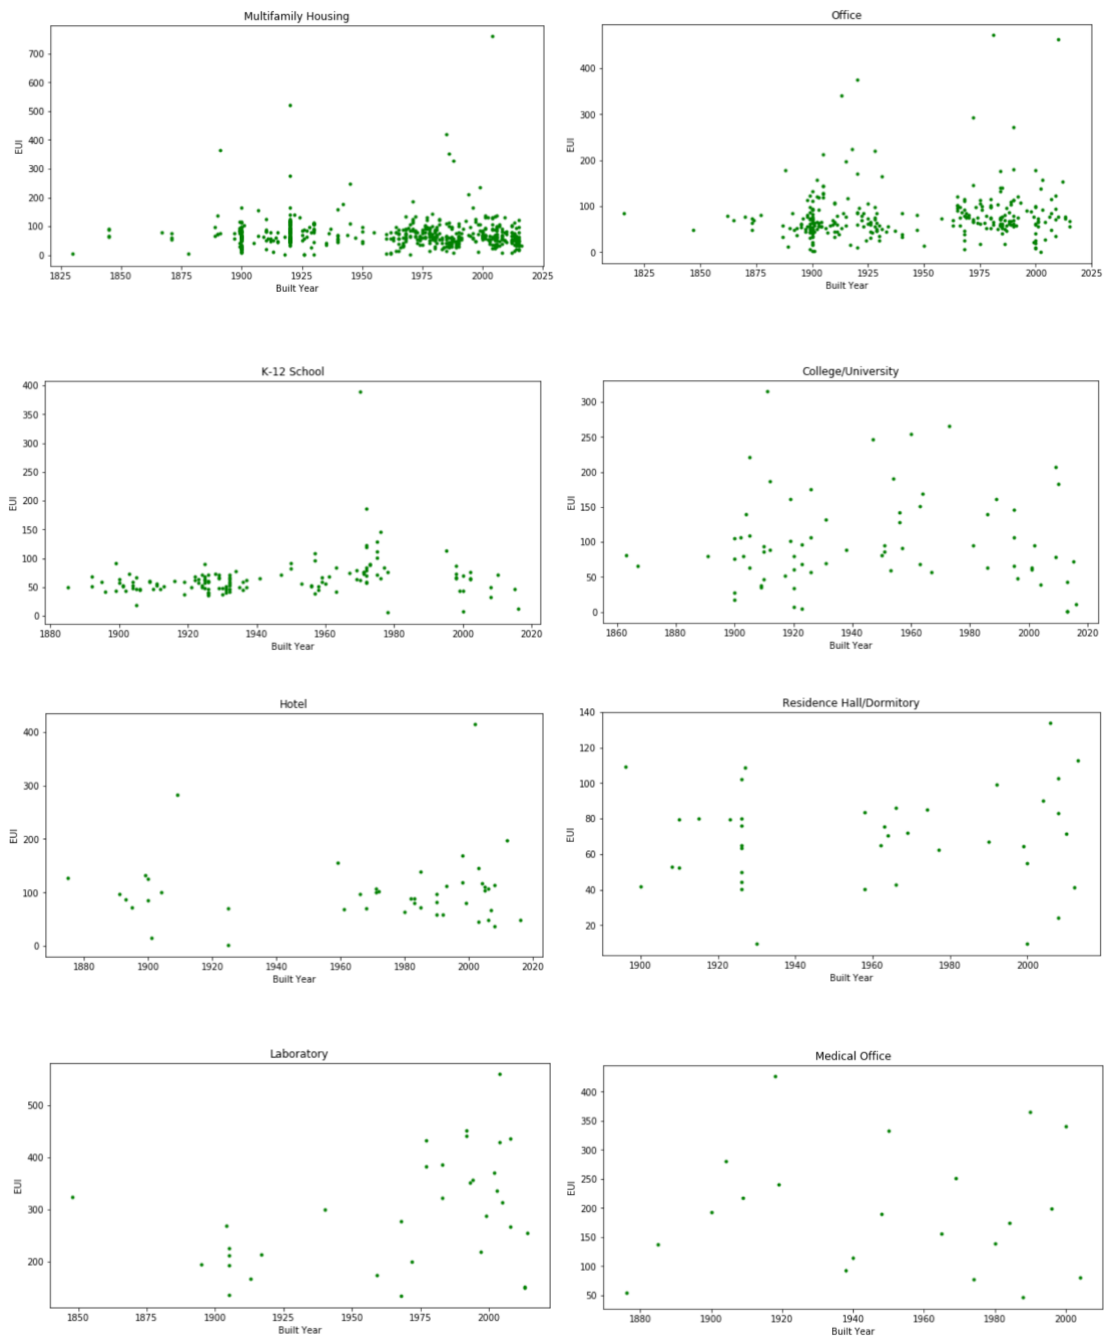 Multifamily Housing
700
600
500
400
300
200
100
0
EUI
1825 1850 1875 1900 1925 1950 1975 2000 2025
Built Year
Office
400
300
200
100
0
EUI
1825 1850 1875 1900 1925 1950 1975 2000 2025
Built Year
K-12 School
400
350
300
250
200
150
100
50
0
EUI
1880 1900 1920 1940 1960 1980 2000 2020
Built Year
College/University
300
250
200
150
100
50
0
EUI
1860 1880 1900 1920 1940 1960 1980 2000 2020
Built Year
Hotel
400
300
200
100
0
EUI
1880 1900 1920 1940 1960 1980 2000 2020
Built Year
Residence Hall/Dormitory
140
120
100
80
60
40
20
EUI
1900 1920 1940 1960 1980 2000
Built Year
Laboratory
500
400
300
200
EUI
1850 1875 1900 1925 1950 1975 2000
Built Year
Medical Office
400
350
300
250
200
150
100
50
EUI
1880 1900 1920 1940 1960 1980 2000
Built Year